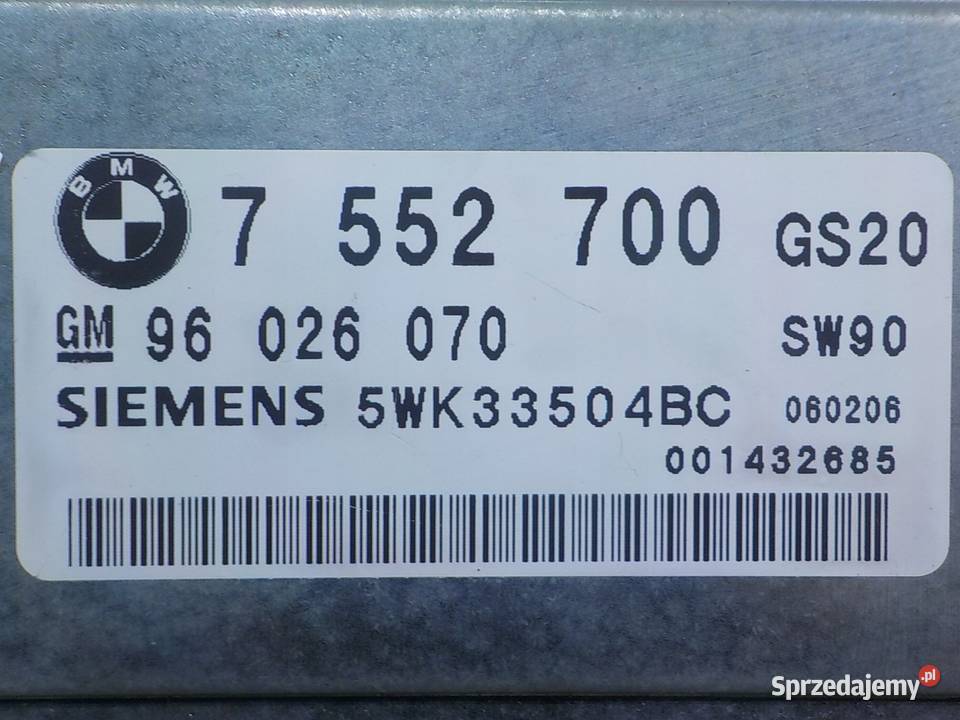 BMW 7 552 700 GS20
GM 96 026 070 SW90
SIEMENS 5WK33504BC 060206
001432685
Sprzedajemy.pl